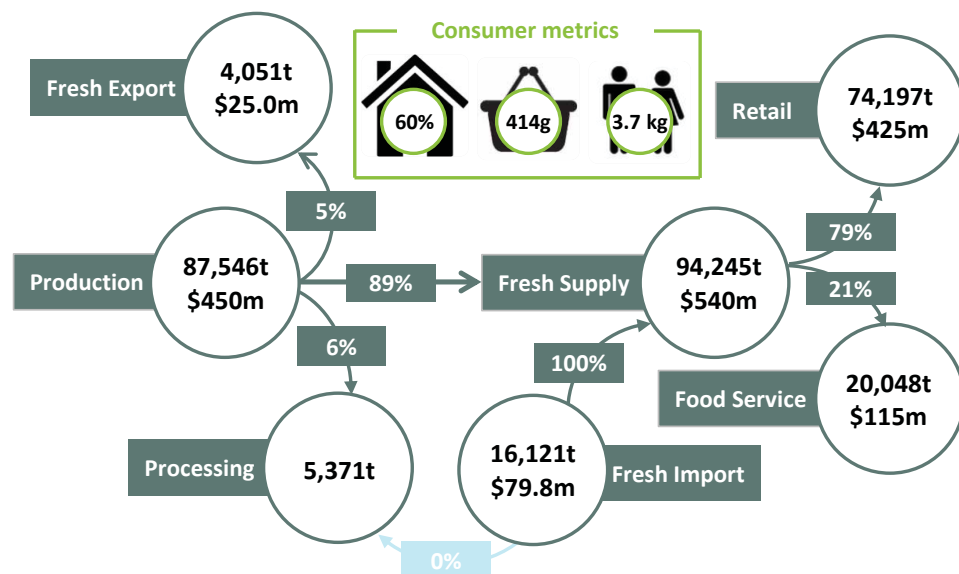 Consumer metrics
60%
414g
3.7 kg
Fresh Export
4,051t
$25.0m
Retail
74,197t
$425m
5%
79%
Production
87,546t
$450m
89%
Fresh Supply
94,245t
$540m
21%
6%
100%
Food Service
20,048t
$115m
Processing
5,371t
16,121t
$79.8m
Fresh Import
0%